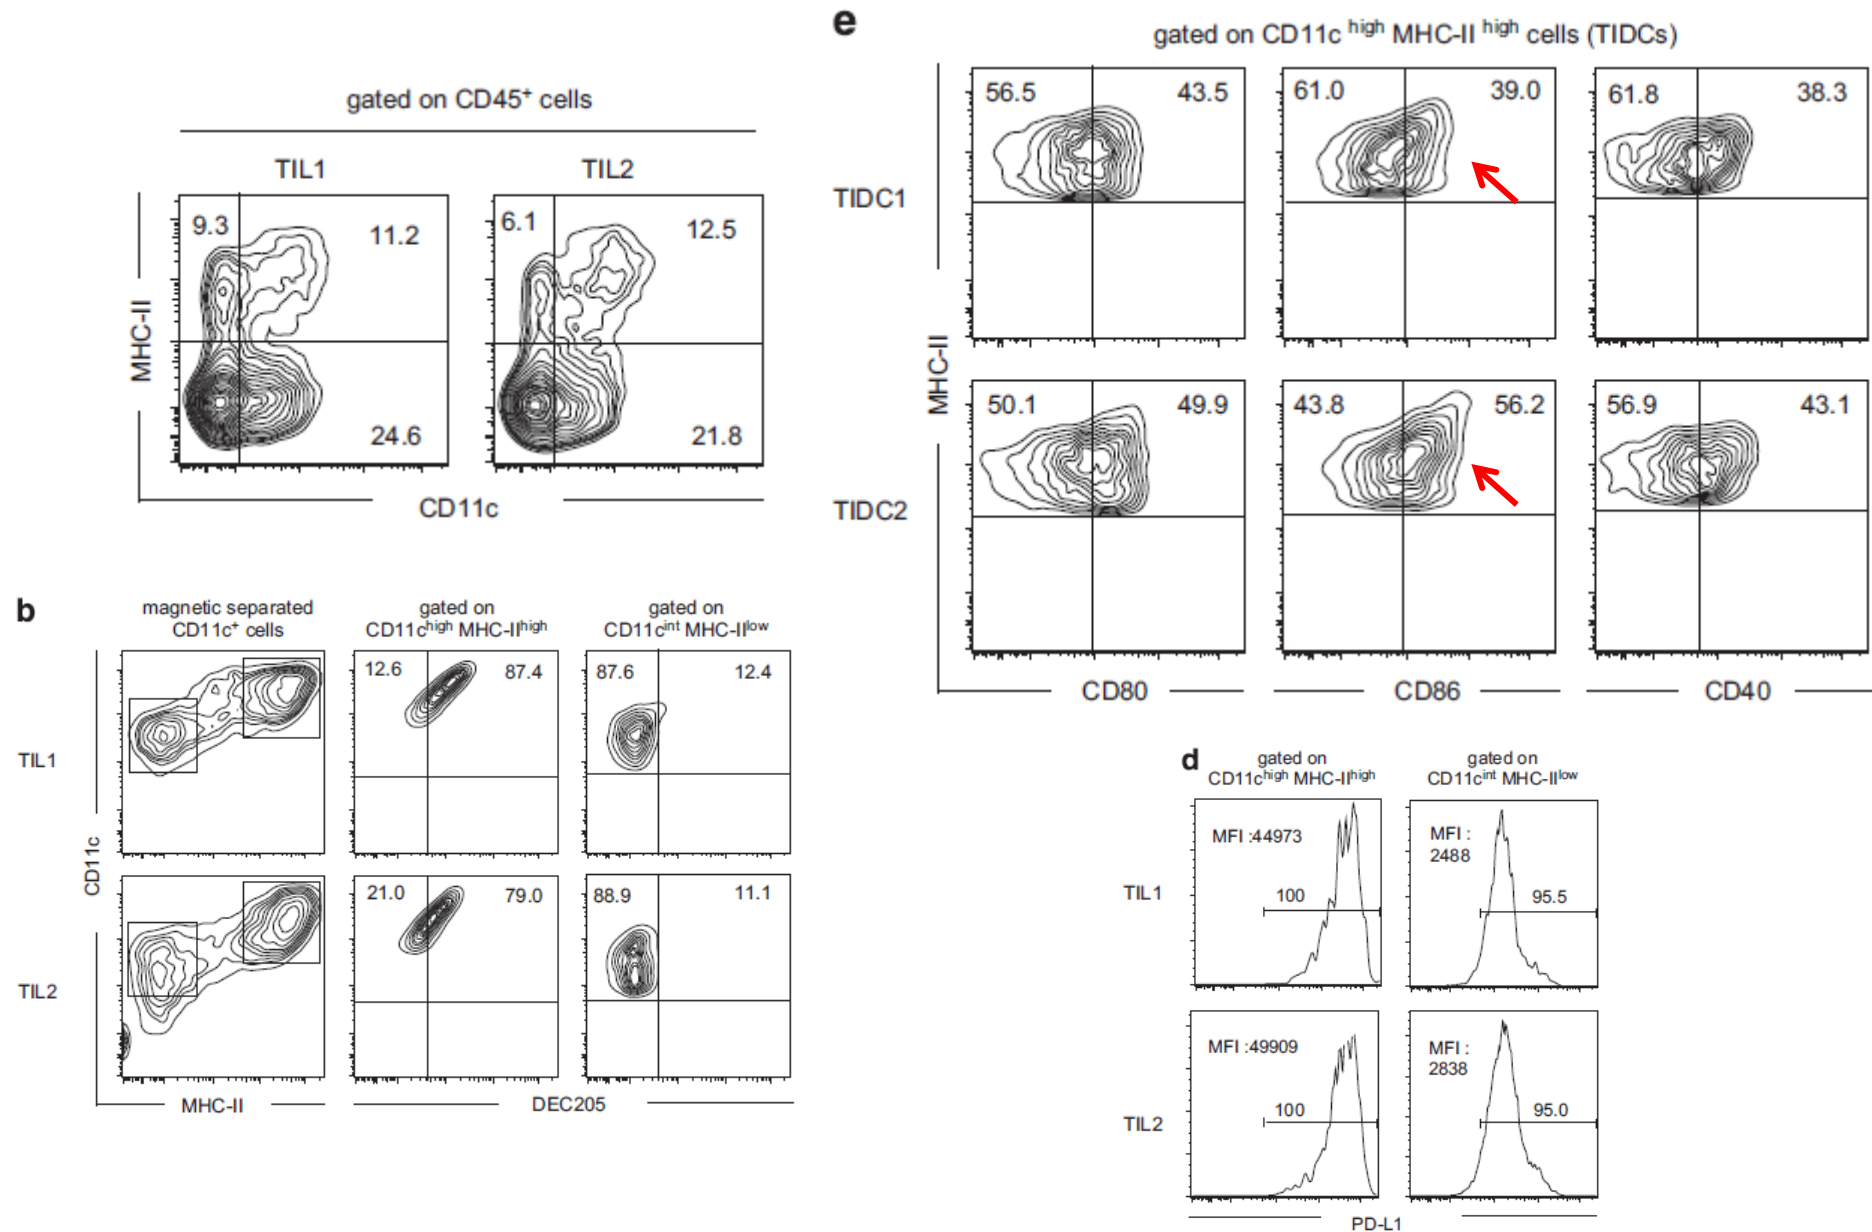 gated on CD45⁺ cells
TIL1 TIL2
9.3 11.2 6.1 12.5
MHC-II
24.6 21.8
CD11c
e
gated on CD11c ʰⁱᵍʰ MHC-II ʰⁱᵍʰ cells (TIDCs)
56.5 43.5 61.0 39.0 61.8 38.3
TIDC1
MHC-II
50.1 49.9 43.8 56.2 56.9 43.1
TIDC2
CD80 CD86 CD40
b
magnetic separated gated on gated on
CD11c⁺ cells CD11cʰⁱᵍʰ MHC-IIʰⁱᵍʰ CD11cⁱⁿᵗ MHC-IIˡᵒʷ
12.6 87.4 87.6 12.4
TIL1
CD11c
21.0 79.0 88.9 11.1
TIL2
MHC-II DEC205
d
gated on gated on
CD11cʰⁱᵍʰ MHC-IIʰⁱᵍʰ CD11cⁱⁿᵗ MHC-IIˡᵒʷ
MFI :44973 MFI :
2488
TIL1 100 95.5
MFI :49909 MFI :
2838
100 95.0
TIL2
PD-L1